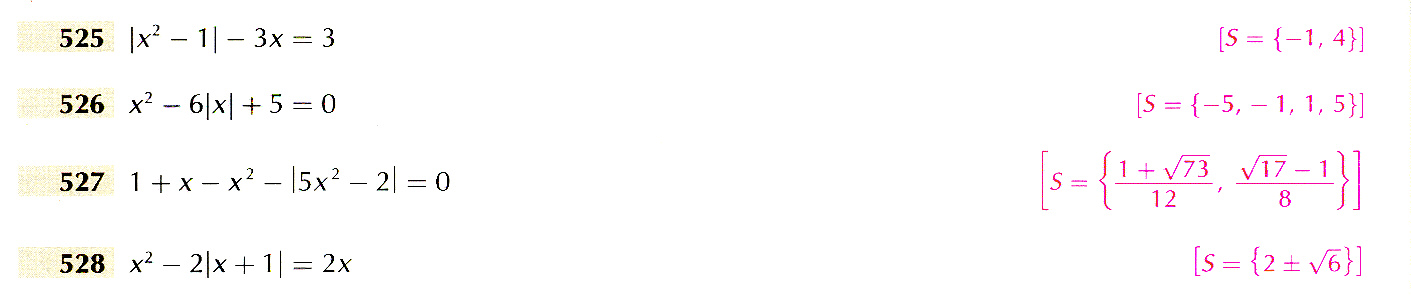 525 |x² − 1| − 3x = 3 [S = {−1, 4}]
526 x² − 6|x| + 5 = 0 [S = {−5, − 1, 1, 5}]
527 1 + x − x² − |5x² − 2| = 0 [S = {(1 + √73)/12, (√17 − 1)/8}]
528 x² − 2|x + 1| = 2x [S = {2 ± √6}]